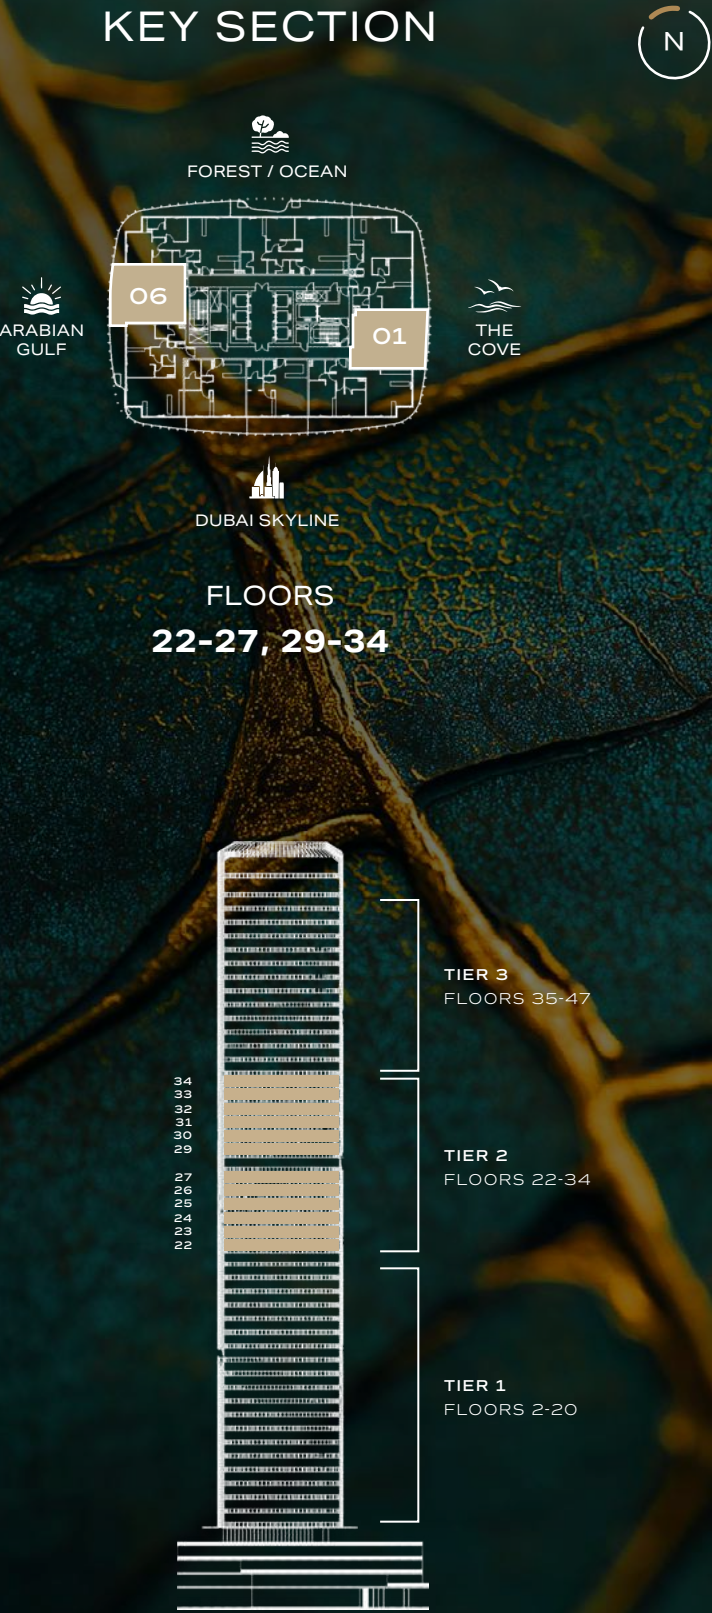 KEY SECTION
N
FOREST / OCEAN
06
01
ARABIAN
GULF
THE
COVE
DUBAI SKYLINE
FLOORS
22-27, 29-34
TIER 3
FLOORS 35-47
34
33
32
31
30
29
27
26
25
24
23
22
TIER 2
FLOORS 22-34
TIER 1
FLOORS 2-20